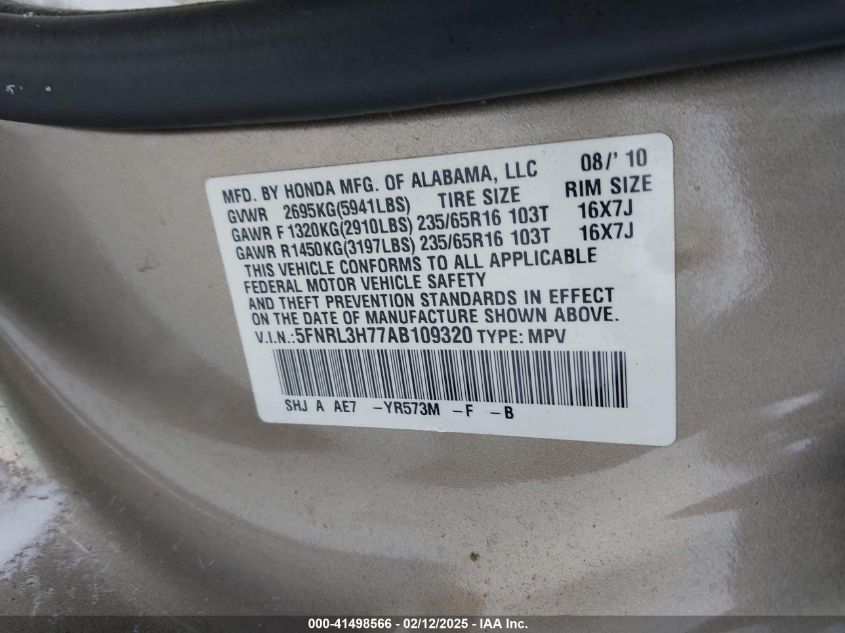 MFD. BY HONDA MFG. OF ALABAMA, LLC 08/' 10
GVWR 2695KG(5941LBS) TIRE SIZE RIM SIZE
GAWR F 1320KG(2910LBS) 235/65R16 103T 16X7J
GAWR R1450KG(3197LBS) 235/65R16 103T 16X7J
THIS VEHICLE CONFORMS TO ALL APPLICABLE
FEDERAL MOTOR VEHICLE SAFETY
AND THEFT PREVENTION STANDARDS IN EFFECT
ON THE DATE OF MANUFACTURE SHOWN ABOVE.
V.I.N.:5FNRL3H77AB109320 TYPE: MPV
SHJ A AE7 -YR573M -F -B
000-41498566 - 02/12/2025 - IAA Inc.